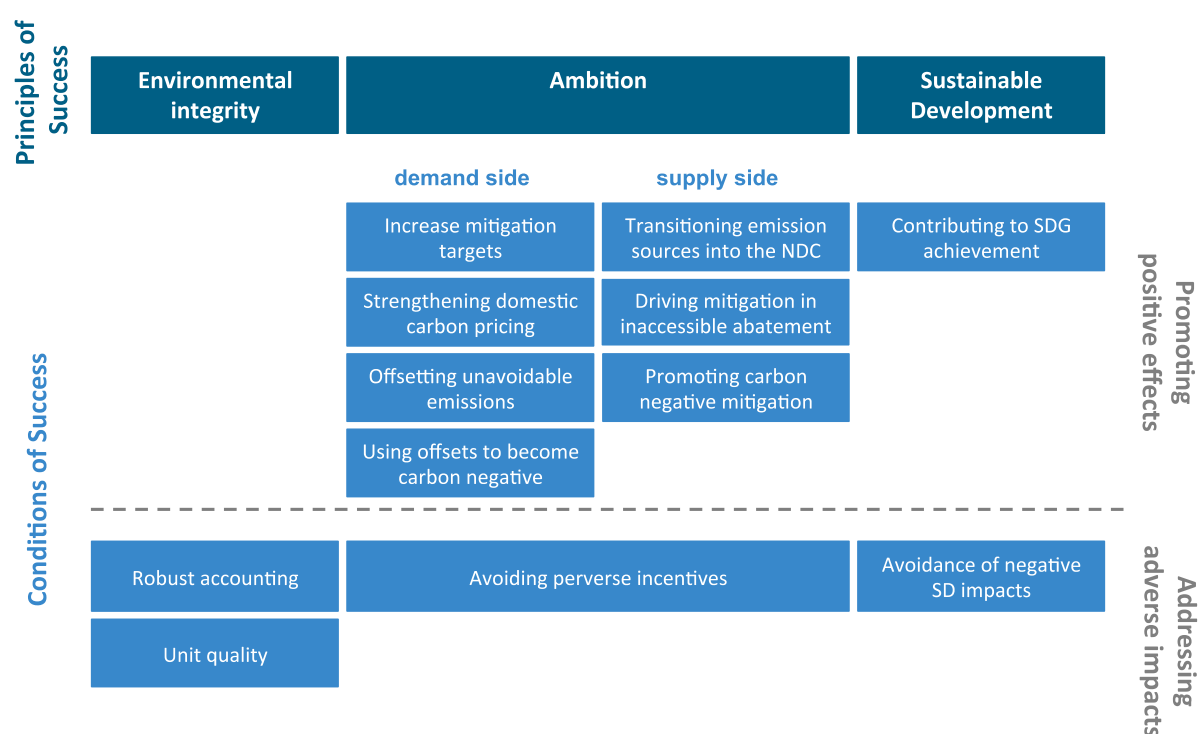 Principles of
Success
Environmental
integrity
Ambition
Sustainable
Development
demand side
supply side
Increase mitigation
targets
Transitioning emission
sources into the NDC
Contributing to SDG
achievement
Strengthening domestic
carbon pricing
Driving mitigation in
inaccessible abatement
Offsetting unavoidable
emissions
Promoting carbon
negative mitigation
Using offsets to become
carbon negative
Promoting
positive effects
Conditions of Success
Robust accounting
Avoiding perverse incentives
Avoidance of negative
SD impacts
Unit quality
Addressing
adverse impacts